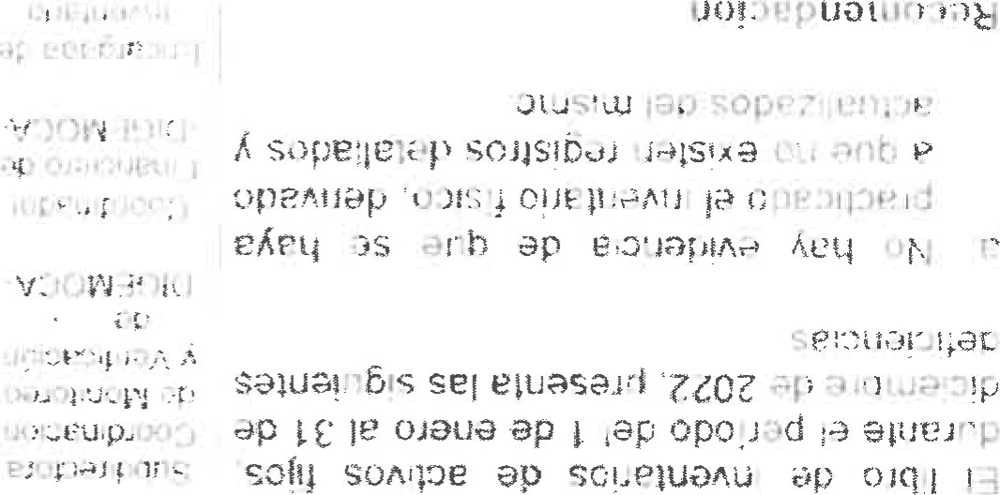 El libro de inventarios de activos fijos,
durante el período del 1 de enero al 31 de
diciembre de 2022, presenta las siguientes
deficiencias
a. No hay evidencia de que se haya
practicado el inventario físico, derivado
a que no existen registros detallados y
actualizados del mismo
Recomendación
Subdirectora
Coordinación
de Monitoreo
y Verificación
de
-DIGEMOCA-
Coordinador
Financiero de
-DIGEMOCA-
Encargada de
inventario